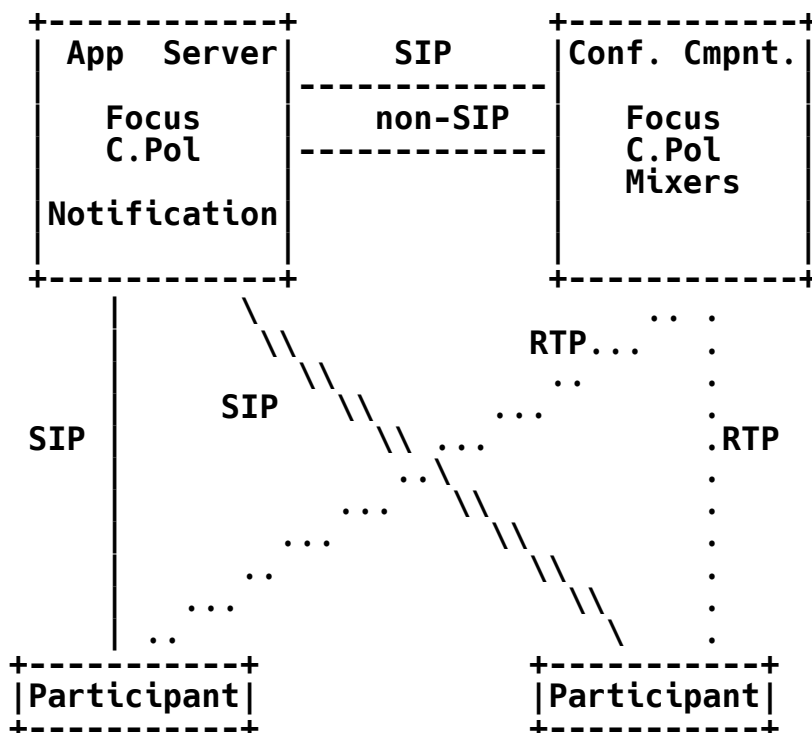 App Server SIP Conf. Cmpnt.
Focus non-SIP Focus
C.Pol C.Pol
Mixers
Notification
RTP
SIP
SIP RTP
Participant Participant